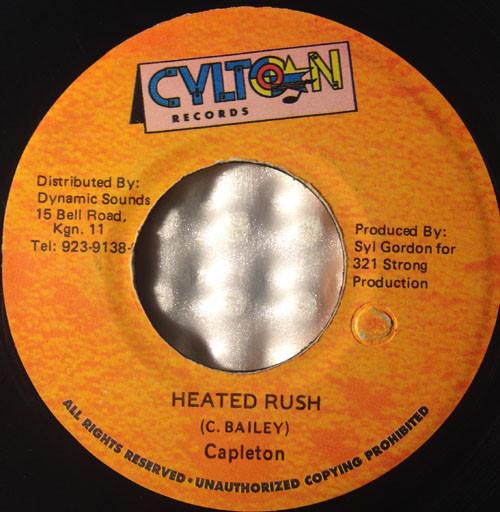 CYLTON
RECORDS
Distributed By:
Dynamic Sounds
15 Bell Road,
Kgn. 11
Tel: 923-9138-
Produced By:
Syl Gordon for
321 Strong
Production
HEATED RUSH
(C. BAILEY)
Capleton
ALL RIGHTS RESERVED • UNAUTHORIZED COPYING PROHIBITED